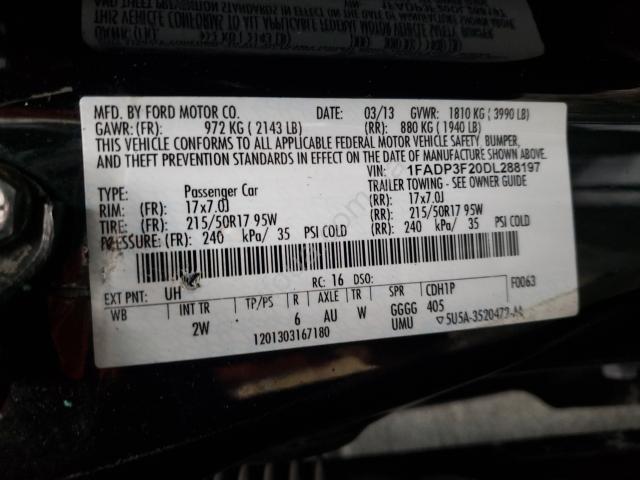 MFD. BY FORD MOTOR CO. DATE: 03/13 GVWR: 1810 KG ( 3990 LB)
GAWR: (FR): 972 KG ( 2143 LB) (RR): 880 KG ( 1940 LB)
THIS VEHICLE CONFORMS TO ALL APPLICABLE FEDERAL MOTOR VEHICLE SAFETY, BUMPER,
AND THEFT PREVENTION STANDARDS IN EFFECT ON THE DATE OF MANUFACTURE SHOWN ABOVE.
VIN: 1FADP3F20DL288197
TYPE: Passenger Car TRAILER TOWING - SEE OWNER GUIDE
RIM: (FR): 17x7.0J (RR): 17x7.0J
TIRE: (FR): 215/50R17 95W (RR): 215/50R17 95W
PRESSURE: (FR): 240 kPa/ 35 PSI COLD (RR): 240 kPa/ 35 PSI COLD
EXT PNT: UH RC: 16 DSO: F0063
WB INT TR TP/PS R AXLE TR SPR CDH1P
2W 6 AU W GGGG 405
UMU
1201303167180 ▽5U5A-3520472-AA